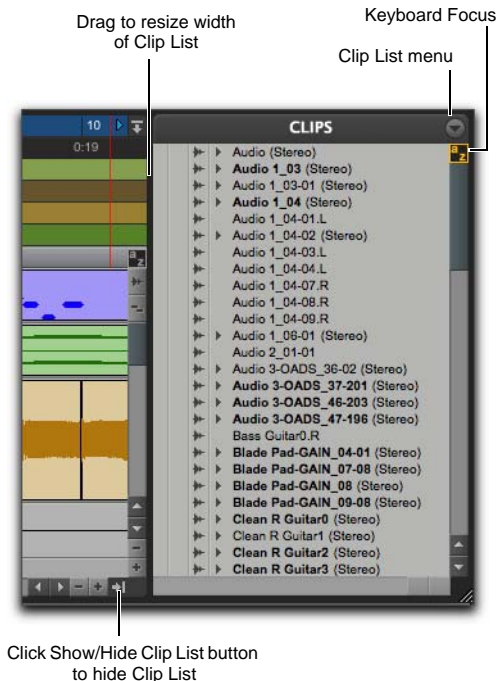 Drag to resize width
of Clip List
Keyboard Focus
Clip List menu
10
0:19
CLIPS
a
z
a
z
Audio (Stereo)
Audio 1_03 (Stereo)
Audio 1_03-01 (Stereo)
Audio 1_04 (Stereo)
Audio 1_04-01.L
Audio 1_04-02 (Stereo)
Audio 1_04-03.L
Audio 1_04-04.L
Audio 1_04-07.R
Audio 1_04-08.R
Audio 1_04-09.R
Audio 1_06-01 (Stereo)
Audio 2_01-01
Audio 3-OADS_36-02 (Stereo)
Audio 3-OADS_37-201 (Stereo)
Audio 3-OADS_46-203 (Stereo)
Audio 3-OADS_47-196 (Stereo)
Bass Guitar0.R
Blade Pad-GAIN_04-01 (Stereo)
Blade Pad-GAIN_07-08 (Stereo)
Blade Pad-GAIN_08 (Stereo)
Blade Pad-GAIN_09-08 (Stereo)
Clean R Guitar0 (Stereo)
Clean R Guitar1 (Stereo)
Clean R Guitar2 (Stereo)
Clean R Guitar3 (Stereo)
Click Show/Hide Clip List button
to hide Clip List